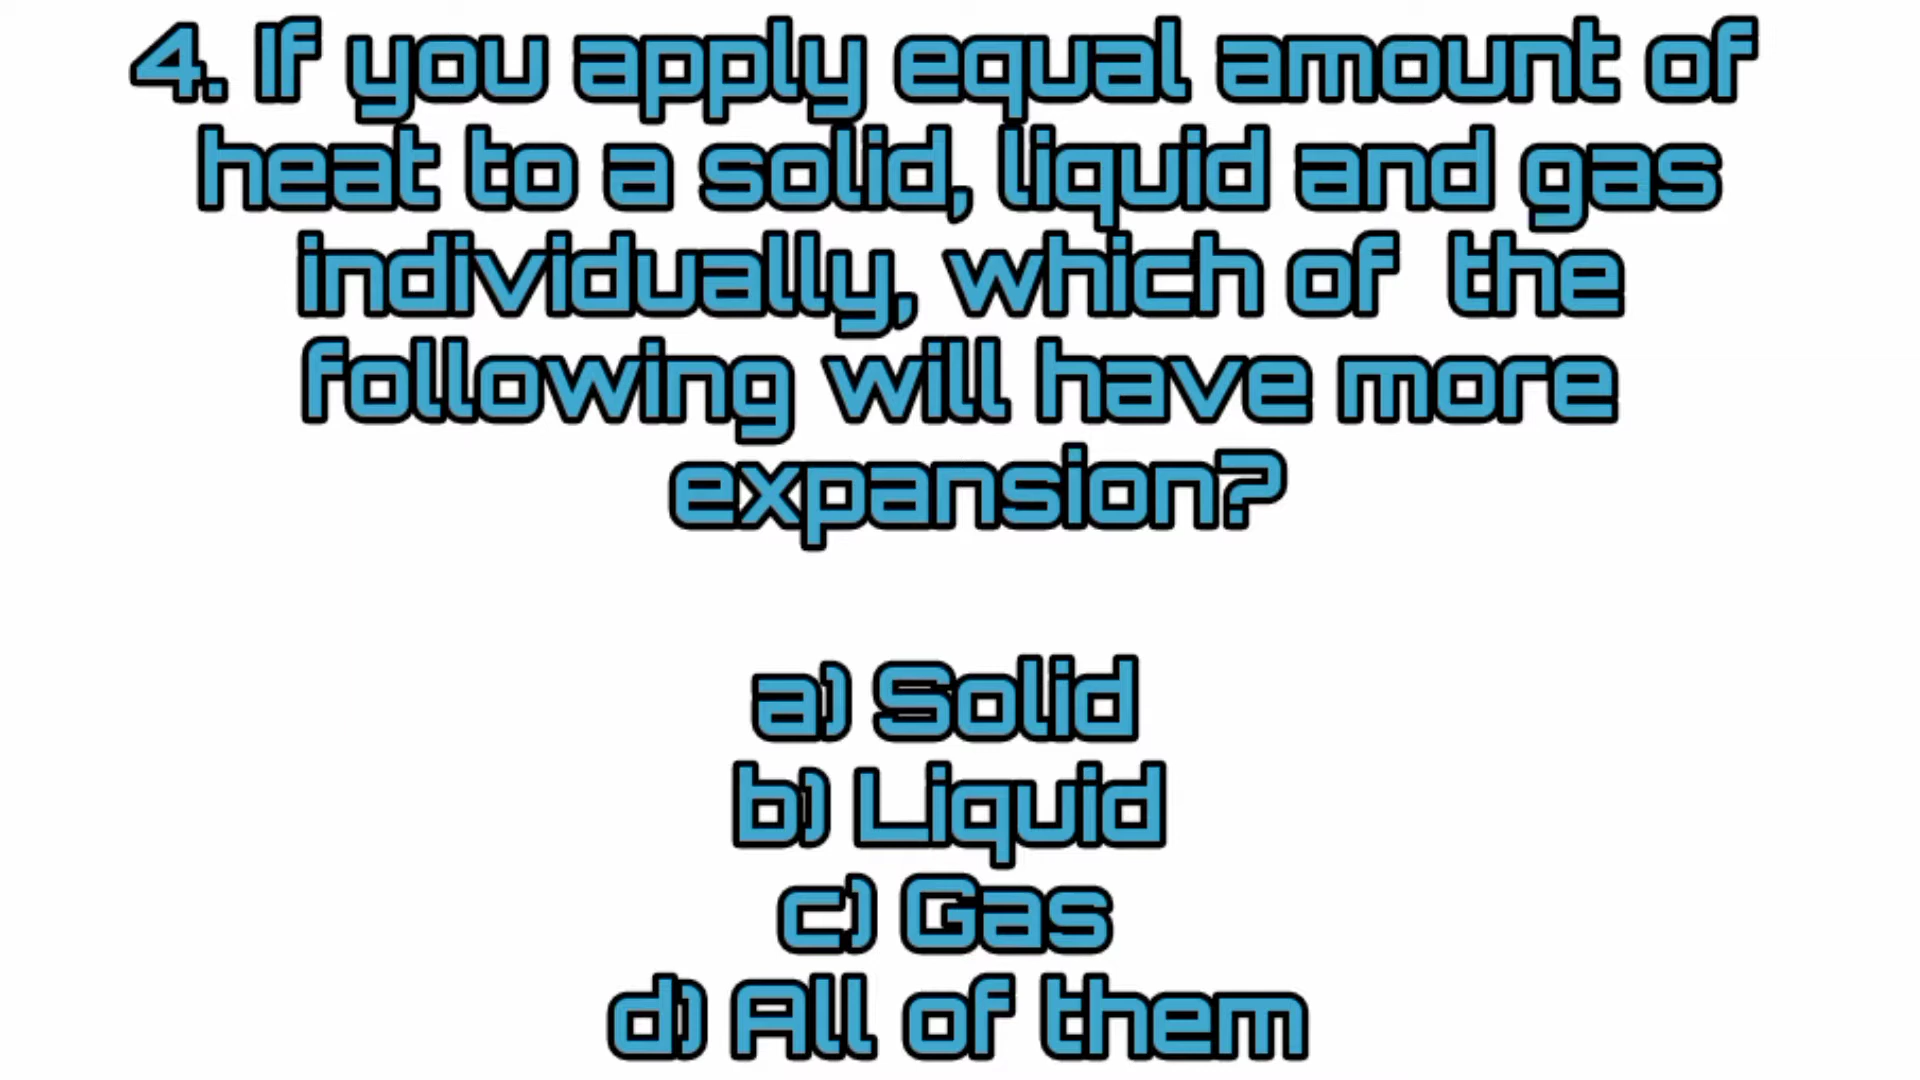 4. If you apply equal amount of
heat to a solid, liquid and gas
individually, which of the
following will have more
expansion?
a) Solid
b) Liquid
c) Gas
d) All of them